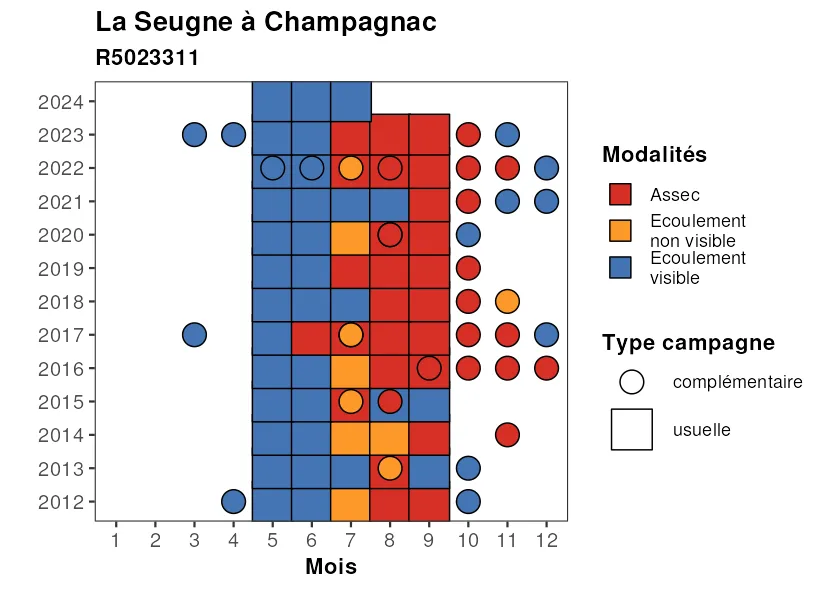 La Seugne à Champagnac
R5023311
2024
2023
2022
2021
2020
2019
2018
2017
2016
2015
2014
2013
2012
1 2 3 4 5 6 7 8 9 10 11 12
Mois
Modalités
Assec
Ecoulement
non visible
Ecoulement
visible
Type campagne
complémentaire
usuelle